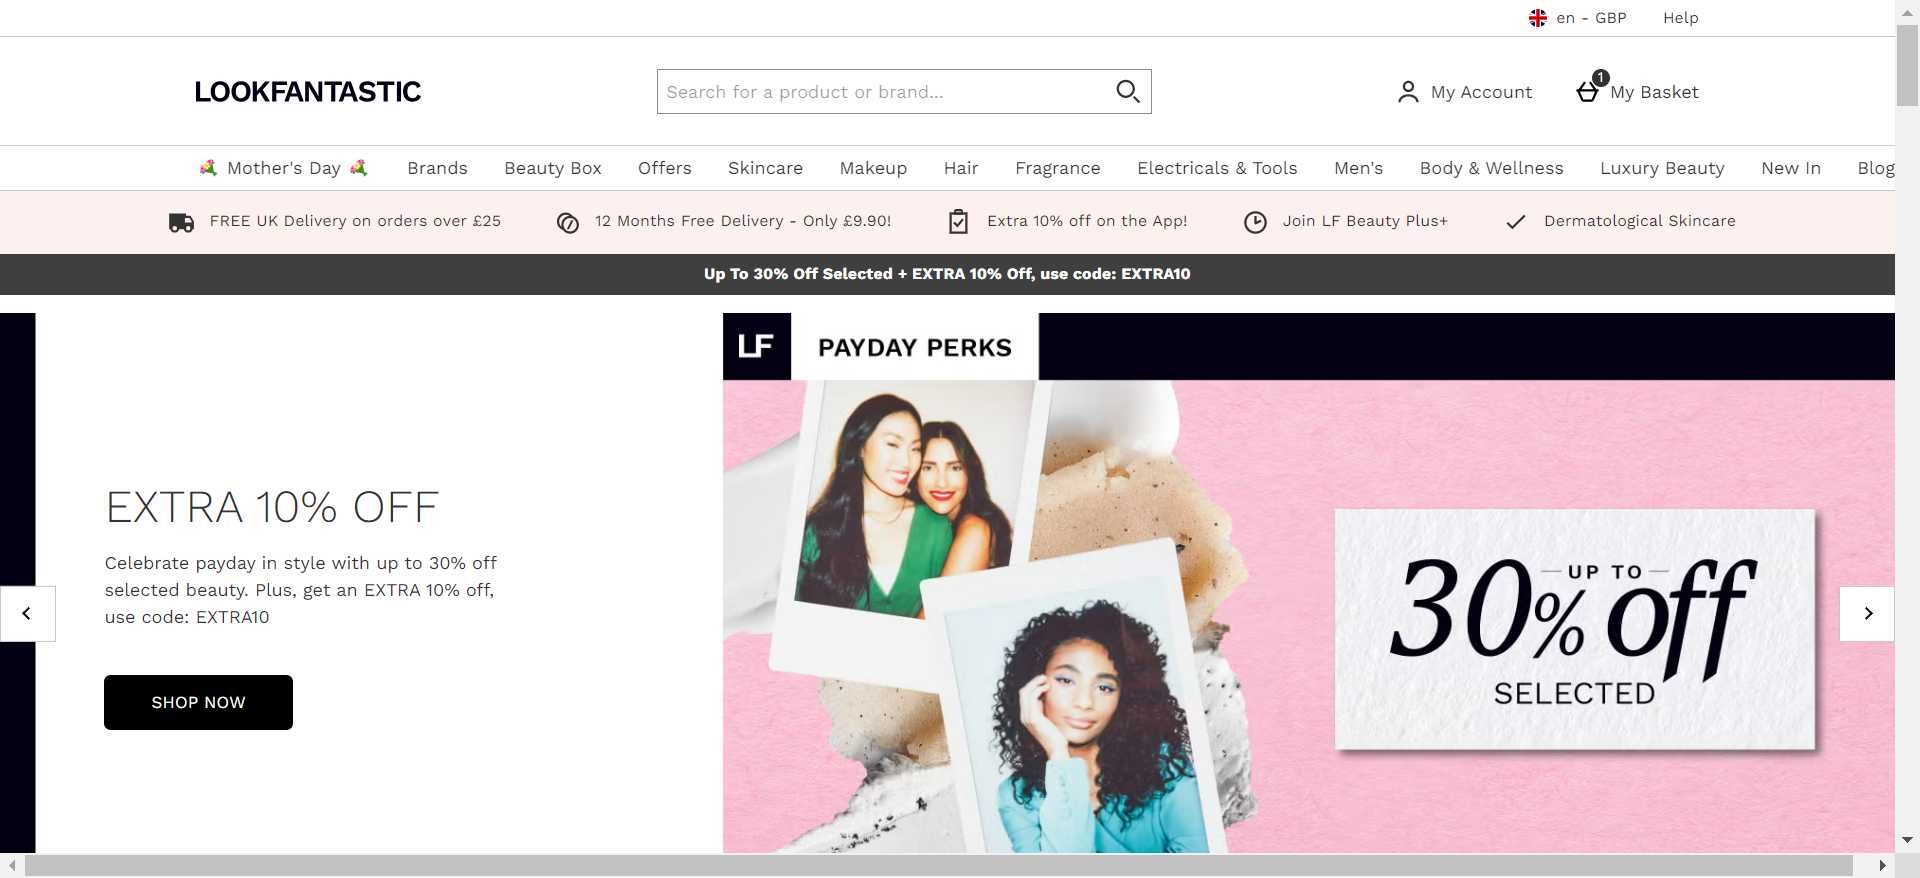 en - GBP
Help
LOOKFANTASTIC
Search for a product or brand...
My Account
1
My Basket
Mother's Day
Brands
Beauty Box
Offers
Skincare
Makeup
Hair
Fragrance
Electricals & Tools
Men's
Body & Wellness
Luxury Beauty
New In
Blog
FREE UK Delivery on orders over £25
12 Months Free Delivery - Only £9.90!
Extra 10% off on the App!
Join LF Beauty Plus+
Dermatological Skincare
Up To 30% Off Selected + EXTRA 10% Off, use code: EXTRA10
LF
PAYDAY PERKS
EXTRA 10% OFF
Celebrate payday in style with up to 30% off
selected beauty. Plus, get an EXTRA 10% off,
use code: EXTRA10
SHOP NOW
UP TO
30% off
SELECTED